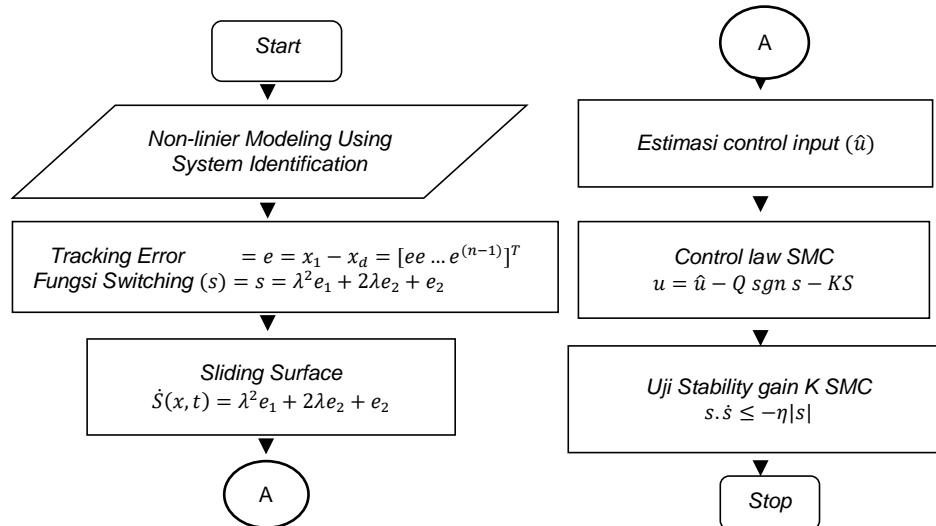 Start
Non-linier Modeling Using
System Identification
Tracking Error = e = x₁ − x_d = [ee … e⁽ⁿ⁻¹⁾]ᵀ
Fungsi Switching (s) = s = λ²e₁ + 2λe₂ + e₂
Sliding Surface
Ṡ(x, t) = λ²e₁ + 2λe₂ + e₂
A
A
Estimasi control input (û)
Control law SMC
u = û − Q sgn s − KS
Uji Stability gain K SMC
s.ṡ ≤ −η|s|
Stop